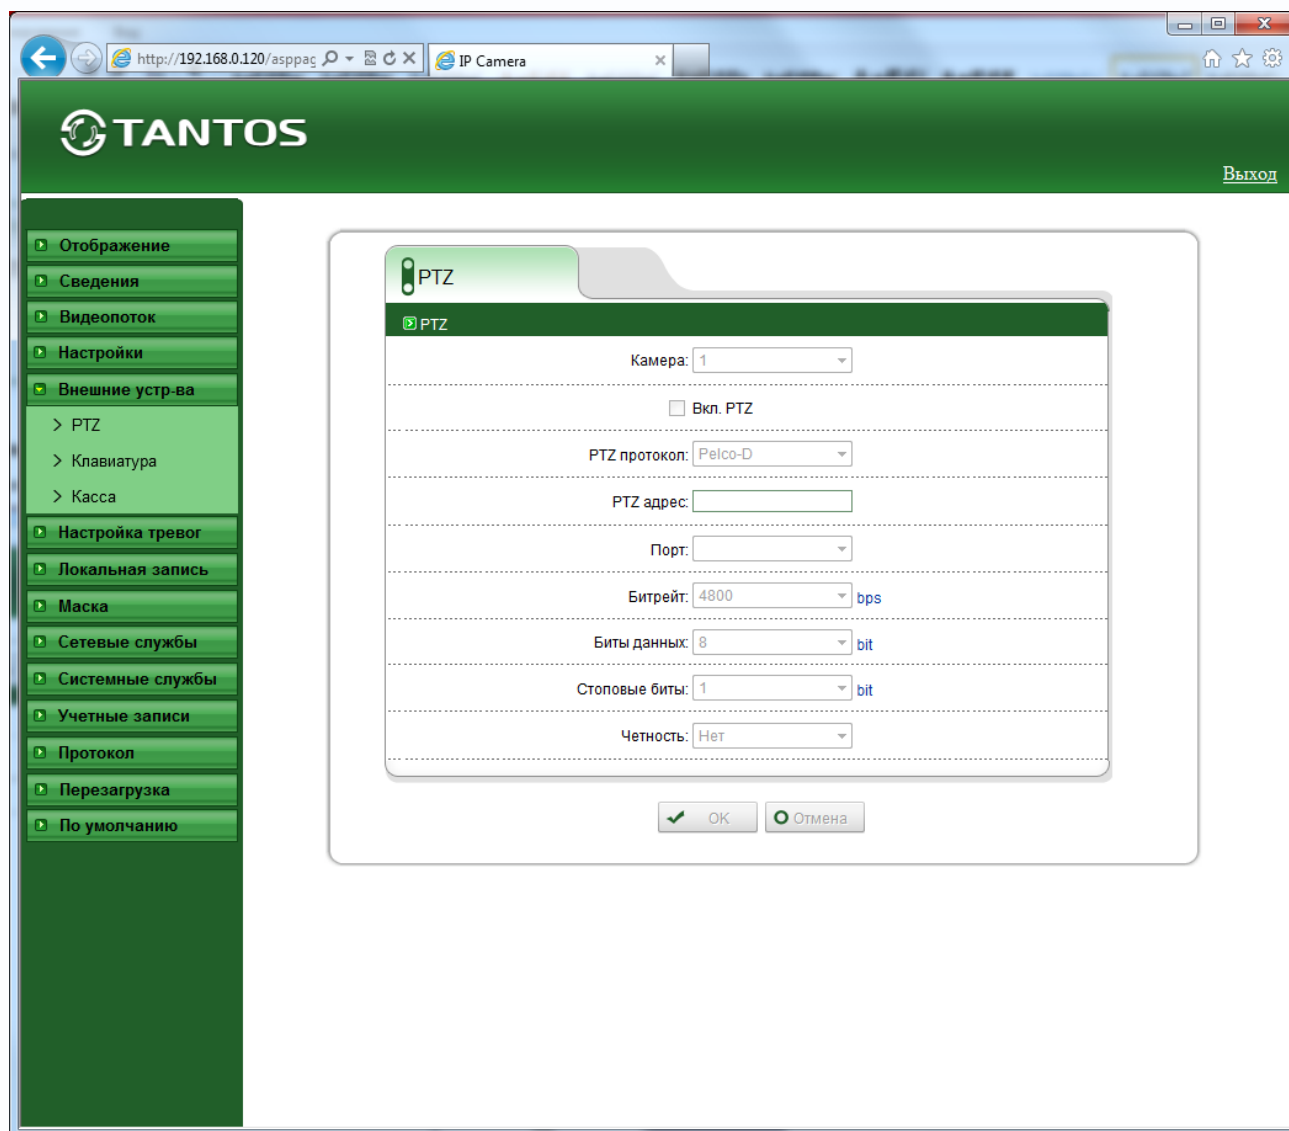 http://192.168.0.120/asppag
IP Camera
TANTOS
Выход
Отображение
Сведения
Видеопоток
Настройки
Внешние устр-ва
PTZ
Клавиатура
Касса
Настройка тревог
Локальная запись
Маска
Сетевые службы
Системные службы
Учетные записи
Протокол
Перезагрузка
По умолчанию
PTZ
PTZ
Камера: 1
Вкл. PTZ
PTZ протокол: Pelco-D
PTZ адрес:
Порт:
Битрейт: 4800 bps
Биты данных: 8 bit
Стоповые биты: 1 bit
Четность: Нет
OK
Отмена